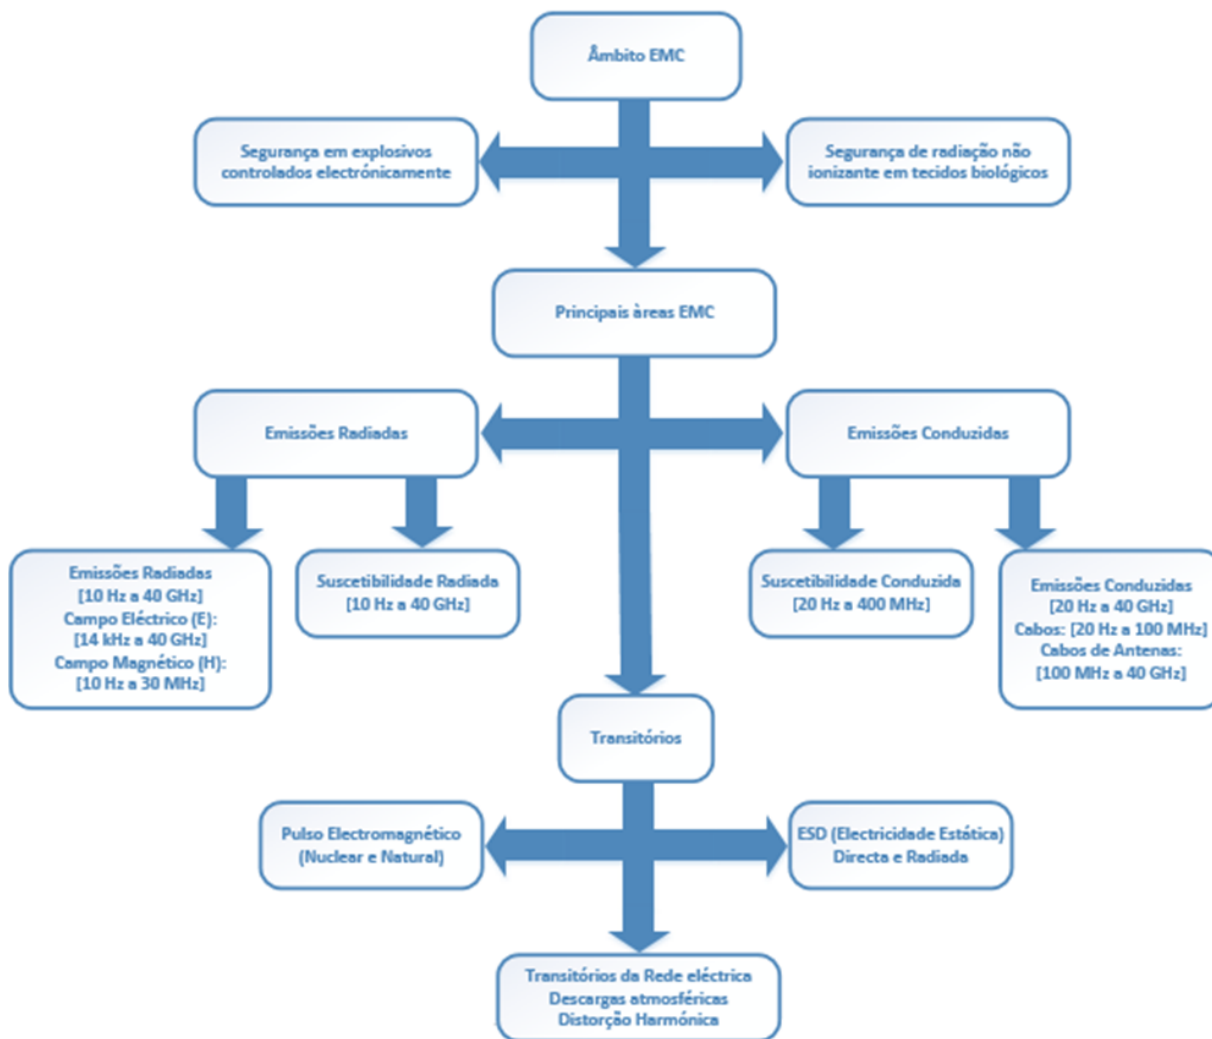 Âmbito EMC
Segurança em explosivos
controlados electrónicamente
Segurança de radiação não
ionizante em tecidos biológicos
Principais àreas EMC
Emissões Radiadas
Emissões Conduzidas
Emissões Radiadas
[10 Hz a 40 GHz]
Campo Eléctrico (E):
[14 kHz a 40 GHz]
Campo Magnético (H):
[10 Hz a 30 MHz]
Suscetibilidade Radiada
[10 Hz a 40 GHz]
Suscetibilidade Conduzida
[20 Hz a 400 MHz]
Emissões Conduzidas
[20 Hz a 40 GHz]
Cabos: [20 Hz a 100 MHz]
Cabos de Antenas:
[100 MHz a 40 GHz]
Transitórios
Pulso Electromagnético
(Nuclear e Natural)
ESD (Electricidade Estática)
Directa e Radiada
Transitórios da Rede eléctrica
Descargas atmosféricas
Distorção Harmónica